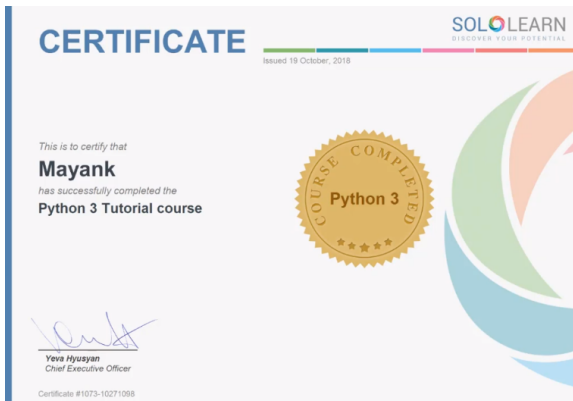 CERTIFICATE
SOLOLEARN
DISCOVER YOUR POTENTIAL
Issued 19 October, 2018
This is to certify that
Mayank
has successfully completed the
Python 3 Tutorial course
COURSE COMPLETED
Python 3
Yeva Hyusyan
Chief Executive Officer
Certificate #1073-10271098